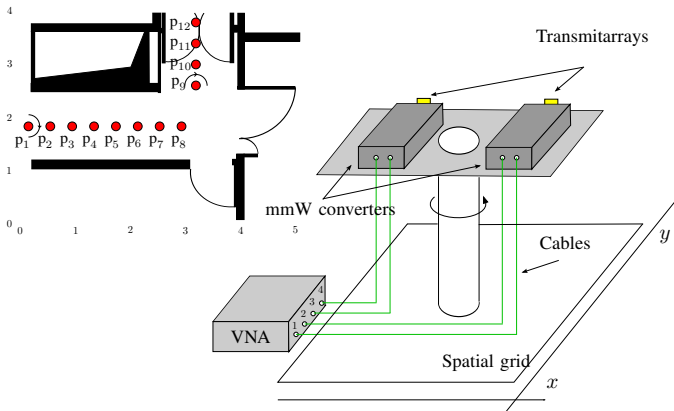 4
3
2
1
0
0
1
2
3
4
5
p12
p11
p10
p9
p1 p2 p3 p4 p5 p6 p7 p8
Transmitarrays
mmW converters
Cables
y
VNA
1
2
3
4
Spatial grid
x